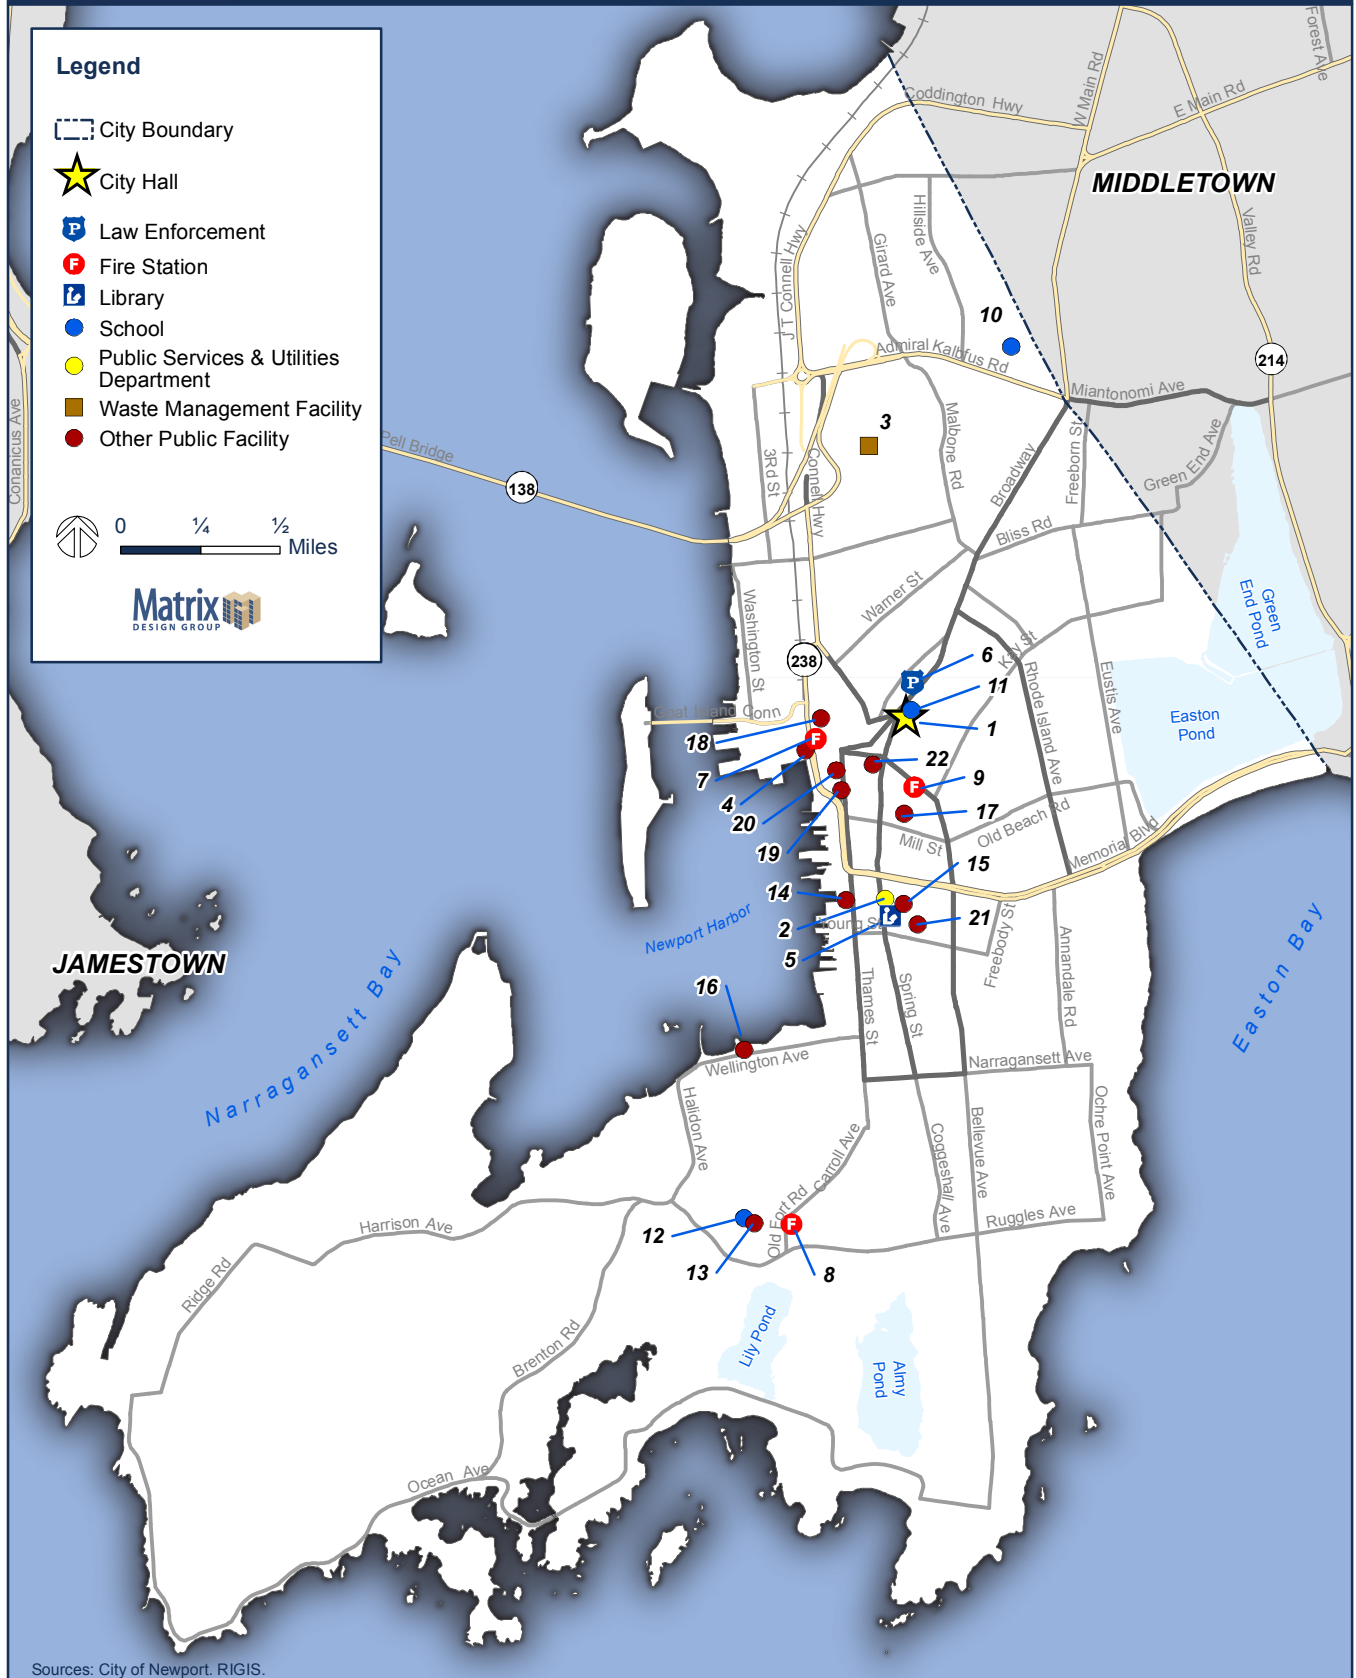 Legend
City Boundary
City Hall
P
Law Enforcement
F
Fire Station
Library
School
Public Services & Utilities
Department
Waste Management Facility
Other Public Facility
0 ¼ ½
Miles
Matrix
DESIGN GROUP
Forest Ave
W Main Rd
E Main Rd
Coddington Hwy
MIDDLETOWN
Hillside Ave
Valley Rd
Girard Ave
J T Connell Hwy
10
Admiral Kalbfus Rd
214
Miantonomi Ave
Conanicus Ave
3
Malbone Rd
Broadway
Freeborn St
Green End Ave
Pell Bridge
138
3Rd St
Connell Hwy
Bliss Rd
Warner St
Washington St
Green
End Pond
Kay St
238
6
P
11
Rhode Island Ave
Eustis Ave
Easton
Pond
Goat Island Conn
18
1
F
22
7
9
F
4
20
17
Old Beach Rd
Mill St
Memorial Blvd
19
15
14
2
21
Young St
5
Newport Harbor
Freebody St
Annandale Rd
JAMESTOWN
Narragansett Bay
Easton Bay
16
Thames St
Spring St
Wellington Ave
Narragansett Ave
Halidon Ave
Carroll Ave
Coggeshall Ave
Bellevue Ave
Ochre Point Ave
Old Fort Rd
Harrison Ave
Ruggles Ave
12
F
13
8
Ridge Rd
Brenton Rd
Lily Pond
Almy
Pond
Ocean Ave
Sources: City of Newport. RIGIS.